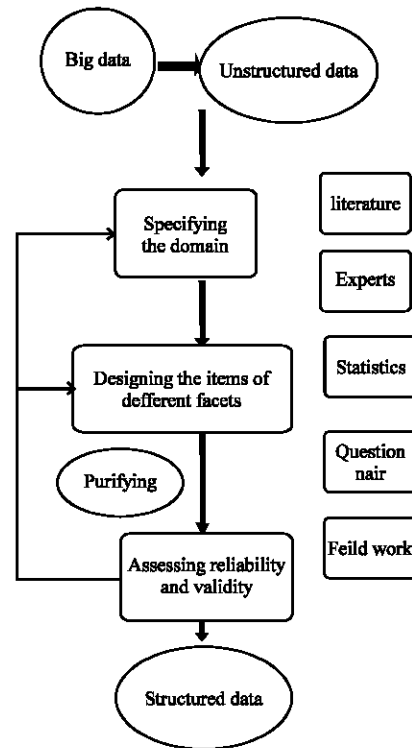 Big data
Unstructured data
literature
Specifying
the domain
Experts
Designing the items of
defferent facets
Statistics
Purifying
Question
nair
Assessing reliability
and validity
Feild work
Structured data